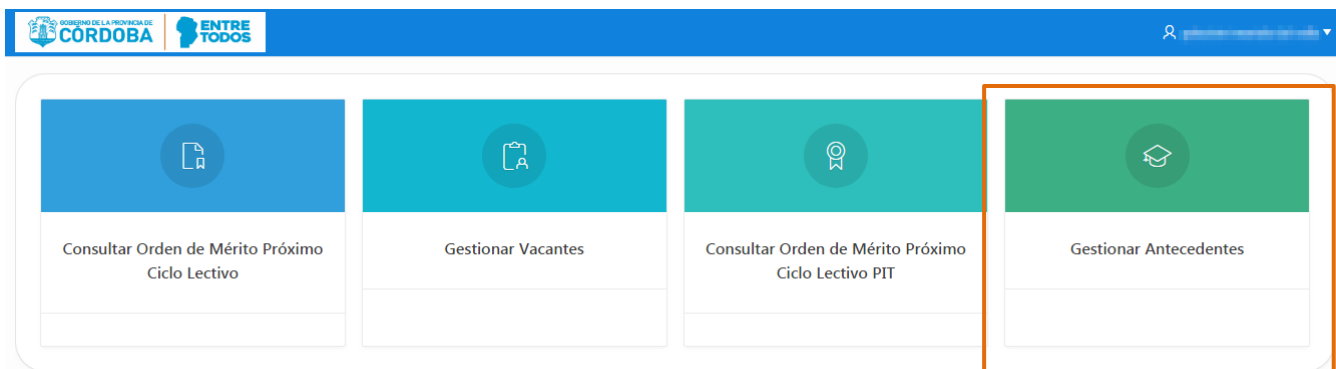 GOBIERNO DE LA PROVINCIA DE
CÓRDOBA
ENTRE
TODOS
Consultar Orden de Mérito Próximo
Ciclo Lectivo
Gestionar Vacantes
Consultar Orden de Mérito Próximo
Ciclo Lectivo PIT
Gestionar Antecedentes